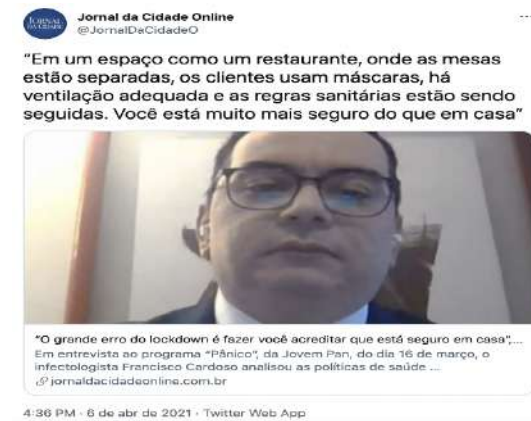 JORNAL
DA CIDADE
Jornal da Cidade Online
@JornalDaCidadeO
"Em um espaço como um restaurante, onde as mesas
estão separadas, os clientes usam máscaras, há
ventilação adequada e as regras sanitárias estão sendo
seguidas. Você está muito mais seguro do que em casa"
"O grande erro do lockdown é fazer você acreditar que está seguro em casa",...
Em entrevista ao programa "Pânico", da Jovem Pan, do dia 16 de março, o
infectologista Francisco Cardoso analisou as políticas de saúde ...
jornaldacidadeonline.com.br
4:36 PM · 6 de abr de 2021 · Twitter Web App